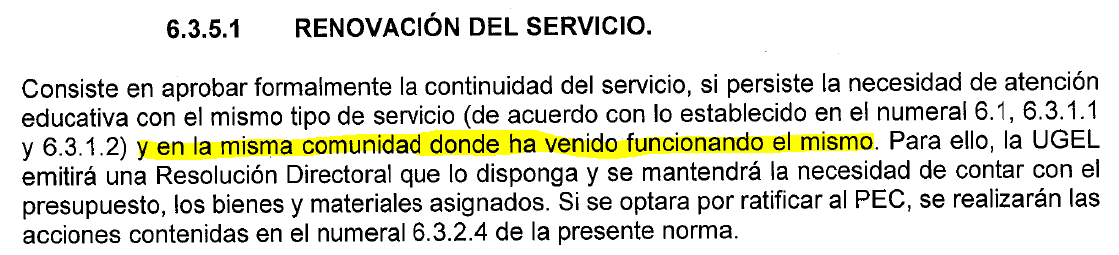 6.3.5.1 RENOVACIÓN DEL SERVICIO.
Consiste en aprobar formalmente la continuidad del servicio, si persiste la necesidad de atención
educativa con el mismo tipo de servicio (de acuerdo con lo establecido en el numeral 6.1, 6.3.1.1
y 6.3.1.2) y en la misma comunidad donde ha venido funcionando el mismo. Para ello, la UGEL
emitirá una Resolución Directoral que lo disponga y se mantendrá la necesidad de contar con el
presupuesto, los bienes y materiales asignados. Si se optara por ratificar al PEC, se realizarán las
acciones contenidas en el numeral 6.3.2.4 de la presente norma.